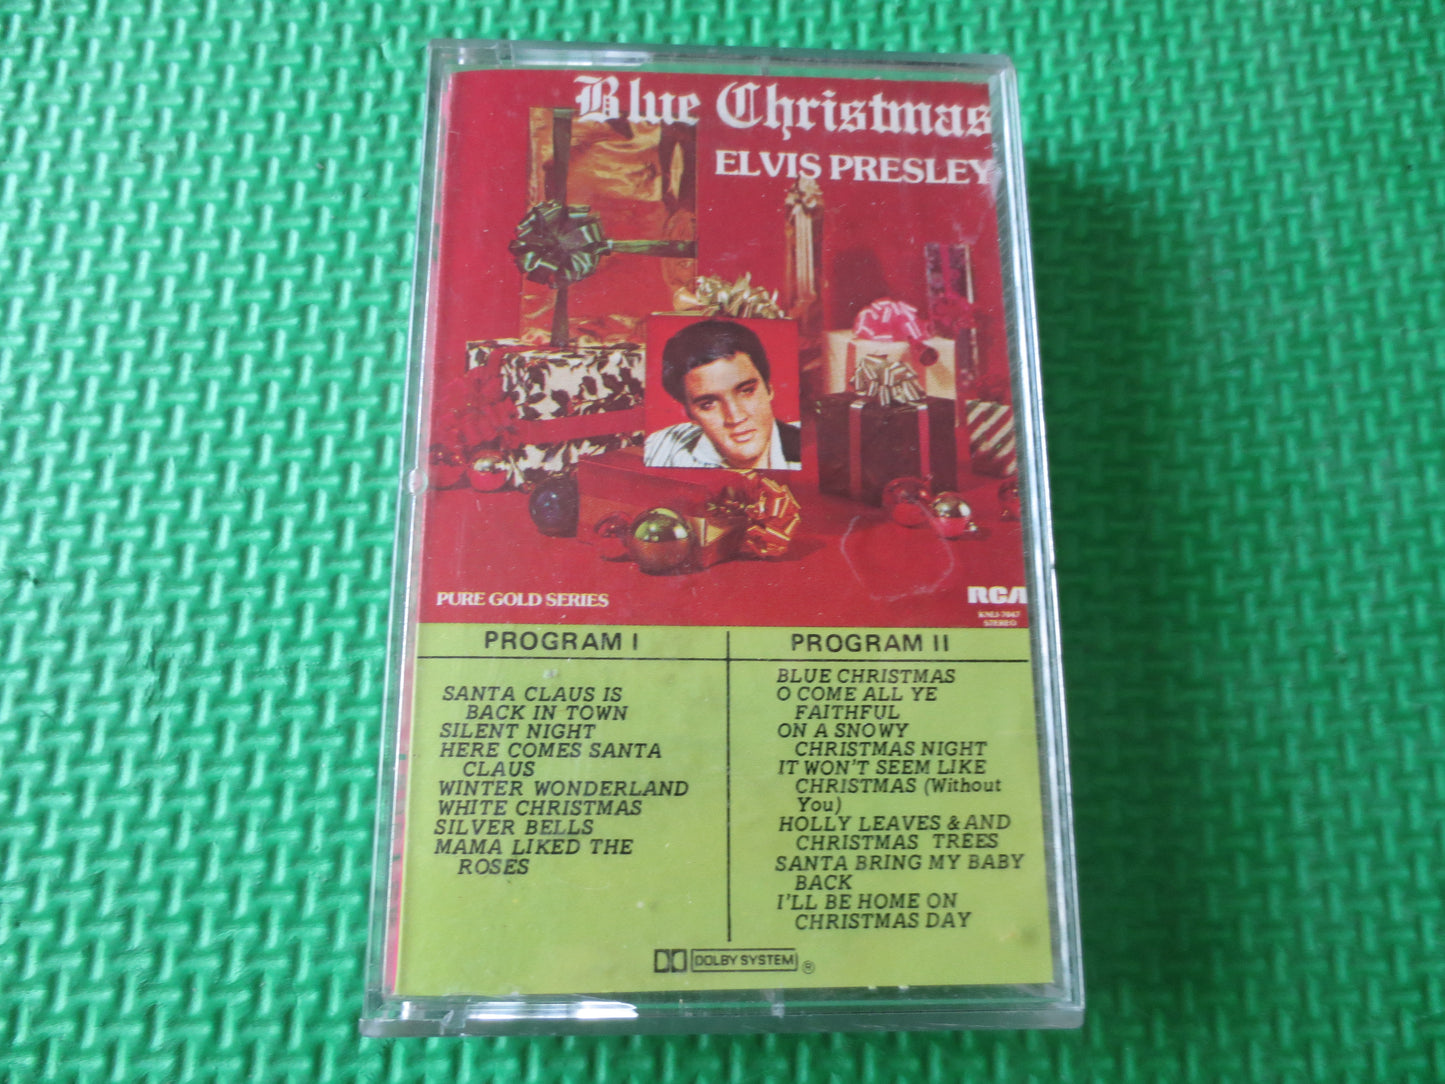 Blue Christmas
ELVIS PRESLEY
PURE GOLD SERIES
RCA
KNLI-7047
STEREO
PROGRAM I
SANTA CLAUS IS
BACK IN TOWN
SILENT NIGHT
HERE COMES SANTA
CLAUS
WINTER WONDERLAND
WHITE CHRISTMAS
SILVER BELLS
MAMA LIKED THE
ROSES
PROGRAM II
BLUE CHRISTMAS
O COME ALL YE
FAITHFUL
ON A SNOWY
CHRISTMAS NIGHT
IT WON'T SEEM LIKE
CHRISTMAS (Without
You)
HOLLY LEAVES & AND
CHRISTMAS TREES
SANTA BRING MY BABY
BACK
I'LL BE HOME ON
CHRISTMAS DAY
DOLBY SYSTEM ®